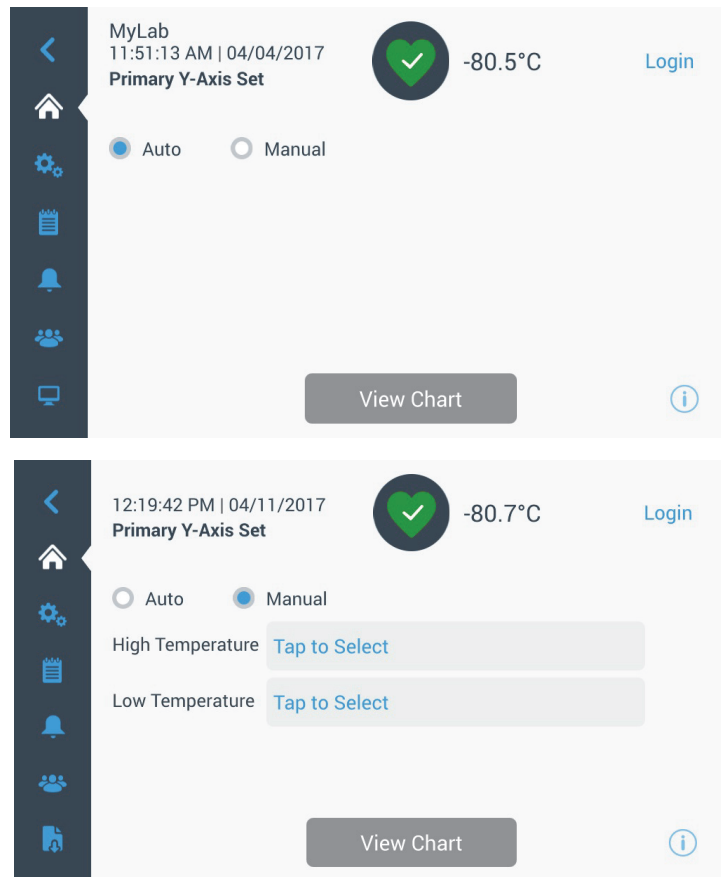 MyLab
11:51:13 AM | 04/04/2017
Primary Y-Axis Set
-80.5°C
Login
Auto
Manual
View Chart
i
12:19:42 PM | 04/11/2017
Primary Y-Axis Set
-80.7°C
Login
Auto
Manual
High Temperature Tap to Select
Low Temperature Tap to Select
View Chart
i